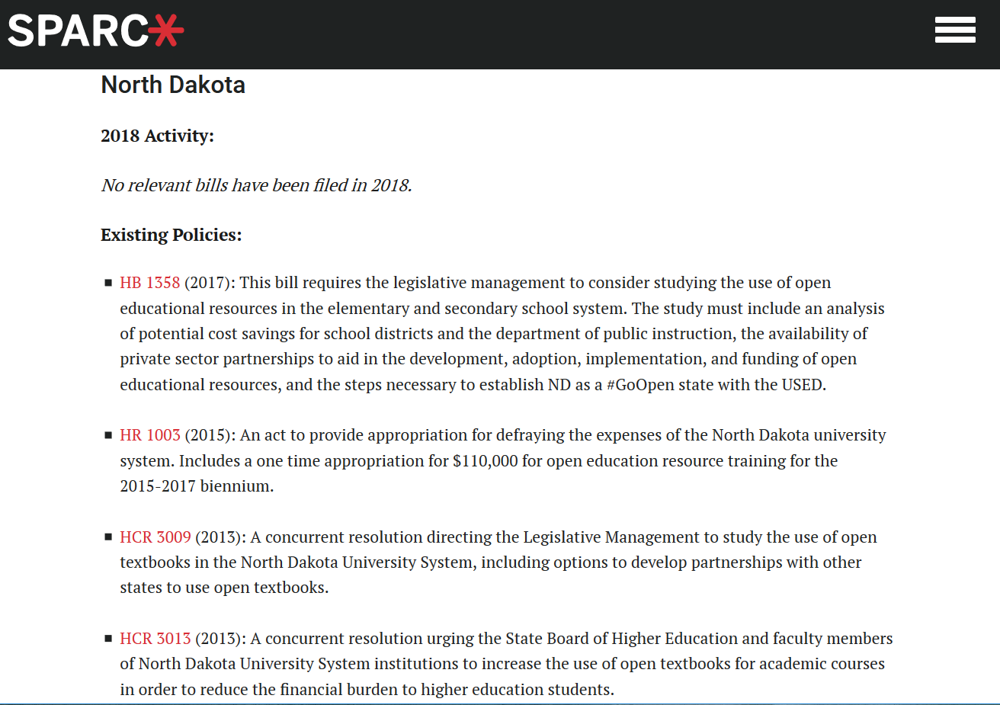 SPARC*
North Dakota
2018 Activity:
No relevant bills have been filed in 2018.
Existing Policies:
▪ HB 1358 (2017): This bill requires the legislative management to consider studying the use of open
educational resources in the elementary and secondary school system. The study must include an analysis
of potential cost savings for school districts and the department of public instruction, the availability of
private sector partnerships to aid in the development, adoption, implementation, and funding of open
educational resources, and the steps necessary to establish ND as a #GoOpen state with the USED.
▪ HR 1003 (2015): An act to provide appropriation for defraying the expenses of the North Dakota university
system. Includes a one time appropriation for $110,000 for open education resource training for the
2015-2017 biennium.
▪ HCR 3009 (2013): A concurrent resolution directing the Legislative Management to study the use of open
textbooks in the North Dakota University System, including options to develop partnerships with other
states to use open textbooks.
▪ HCR 3013 (2013): A concurrent resolution urging the State Board of Higher Education and faculty members
of North Dakota University System institutions to increase the use of open textbooks for academic courses
in order to reduce the financial burden to higher education students.